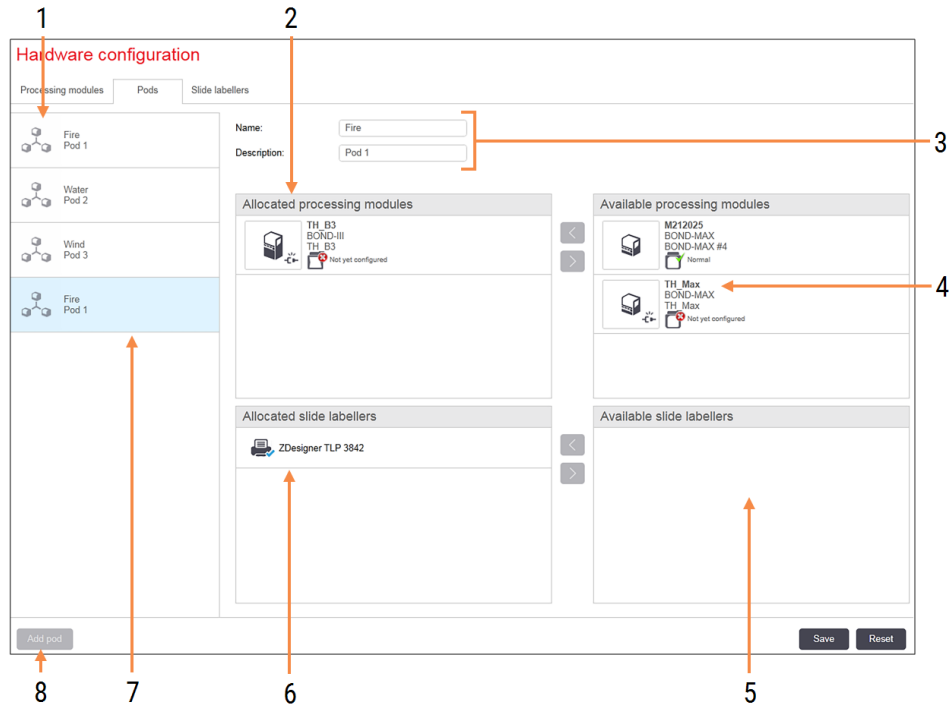 1
2
Hardware configuration
Processing modules
Pods
Slide labellers
Fire
Pod 1
Water
Pod 2
Wind
Pod 3
Fire
Pod 1
Name:
Fire
Description:
Pod 1
3
Allocated processing modules
TH_B3
BOND-III
TH_B3
Not yet configured
<
>
Available processing modules
M212025
BOND-MAX
BOND-MAX #4
Normal
TH_Max
BOND-MAX
TH_Max
Not yet configured
4
Allocated slide labellers
ZDesigner TLP 3842
<
>
Available slide labellers
Add pod
Save
Reset
8
7
6
5